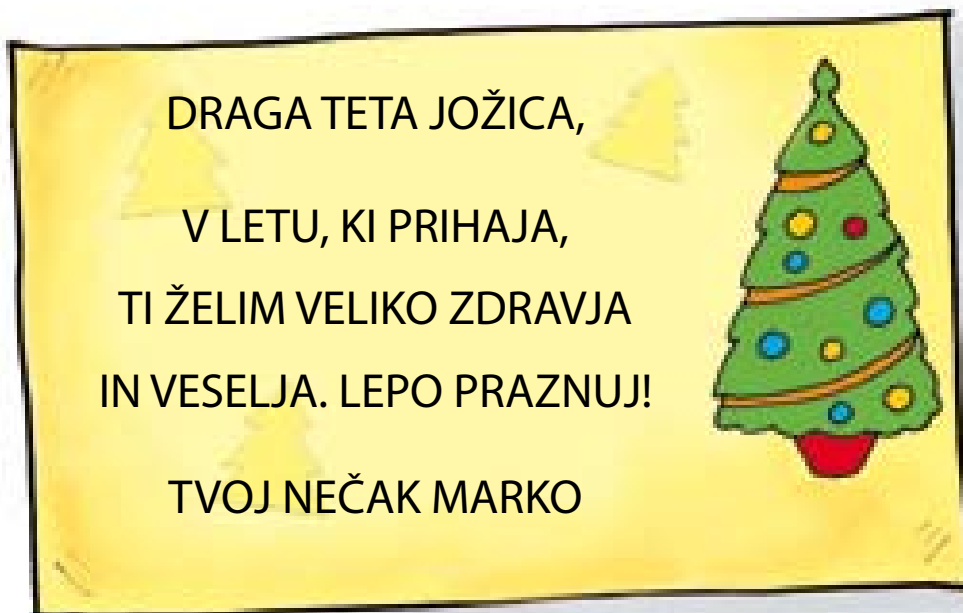 DRAGA TETA JOŽICA,
V LETU, KI PRIHAJA,
TI ŽELIM VELIKO ZDRAVJA
IN VESELJA. LEPO PRAZNUJ!
TVOJ NEČAK MARKO